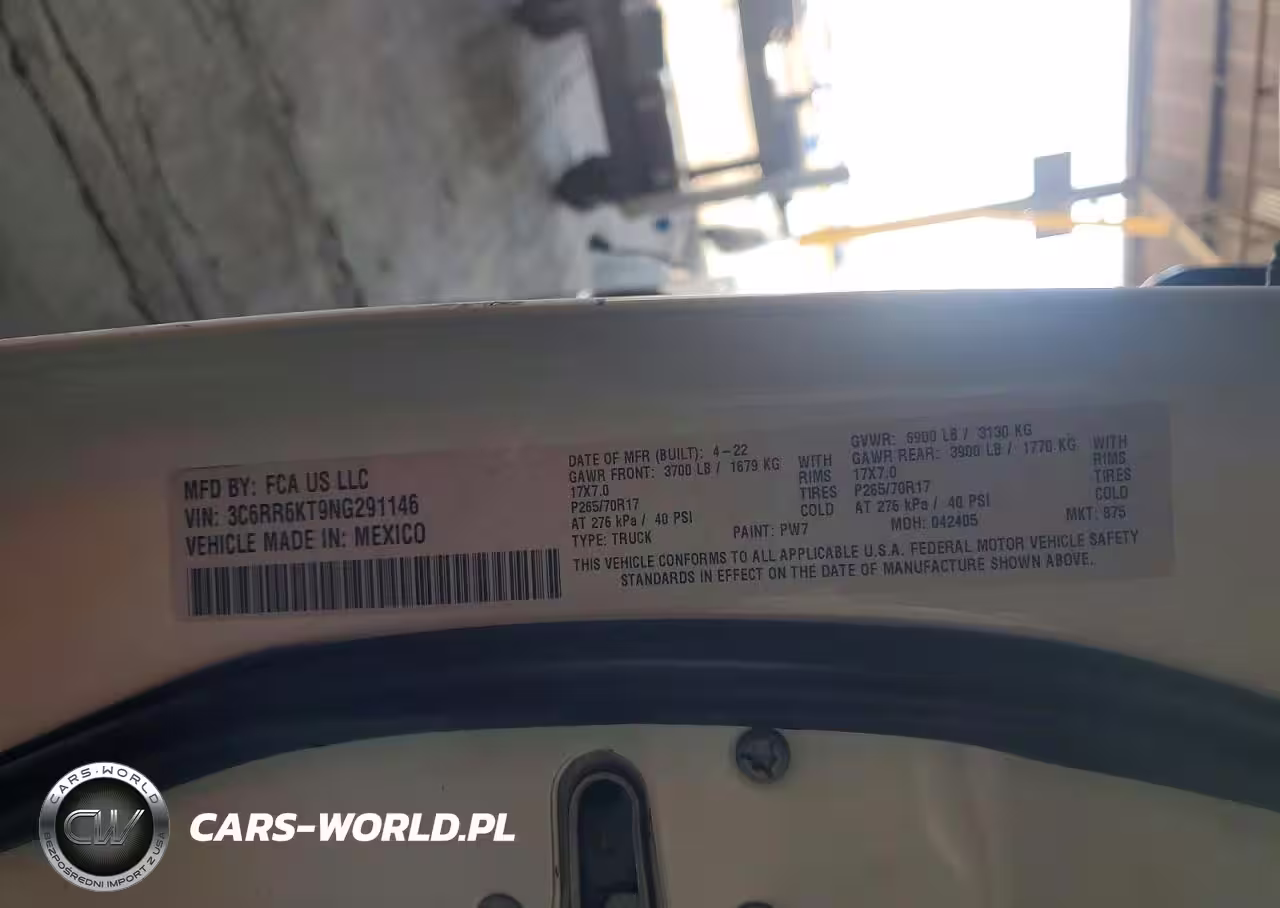 MFD BY: FCA US LLC
VIN: 3C6RR6KT9NG291146
VEHICLE MADE IN: MEXICO
DATE OF MFR (BUILT): 4-22
GAWR FRONT: 3700 LB / 1679 KG
17X7.0
P265/70R17
AT 276 kPa / 40 PSI
TYPE: TRUCK
WITH
RIMS
TIRES
COLD
PAINT: PW7
GVWR: 6900 LB / 3130 KG
GAWR REAR: 3900 LB / 1770 KG
17X7.0
P265/70R17
AT 276 kPa / 40 PSI
MDH: 042405
WITH
RIMS
TIRES
COLD
MKT: 875
THIS VEHICLE CONFORMS TO ALL APPLICABLE U.S.A. FEDERAL MOTOR VEHICLE SAFETY
STANDARDS IN EFFECT ON THE DATE OF MANUFACTURE SHOWN ABOVE.
CARS-WORLD
CW
BEZPOŚREDNI IMPORT Z USA
CARS-WORLD.PL